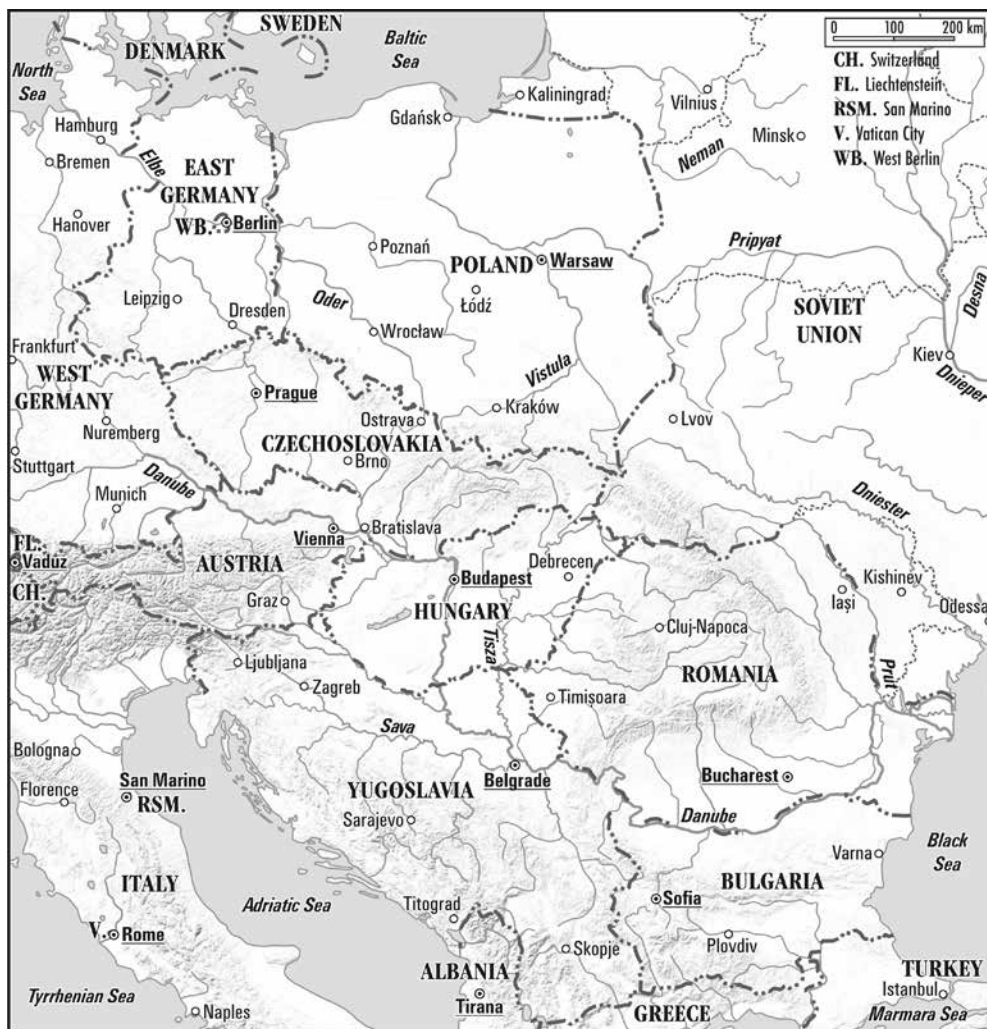 SWEDEN
DENMARK
Baltic
Sea
North
Sea
0 100 200 km
CH. Switzerland
FL. Liechtenstein
RSM. San Marino
V. Vatican City
WB. West Berlin
Kaliningrad
Vilnius
Gdańsk
Minsk
Hamburg
Neman
Bremen
Elbe
EAST
GERMANY
WB.
Berlin
Hanover
Poznań
Pripyat
POLAND
Warsaw
Łódź
Desna
Leipzig
Oder
SOVIET
UNION
Dresden
Wrocław
Kiev
Frankfurt
WEST
GERMANY
Vistula
Dnieper
Prague
Kraków
Ostrava
Lvov
Nuremberg
CZECHOSLOVAKIA
Stuttgart
Brno
Danube
Munich
Dniester
Vienna
Bratislava
FL.
Vaduz
AUSTRIA
Debrecen
Budapest
Kishinev
CH.
Graz
HUNGARY
Iași
Odessa
Tisza
Cluj-Napoca
Ljubljana
ROMANIA
Prut
Zagreb
Timișoara
Sava
Bologna
Belgrade
Bucharest
San Marino
RSM.
Florence
YUGOSLAVIA
Sarajevo
Danube
Black
Sea
Varna
ITALY
BULGARIA
Adriatic Sea
Titograd
Sofia
V.
Rome
Skopje
Plovdiv
ALBANIA
TURKEY
Tyrrhenian Sea
Tirana
Istanbul
GREECE
Naples
Marmara Sea